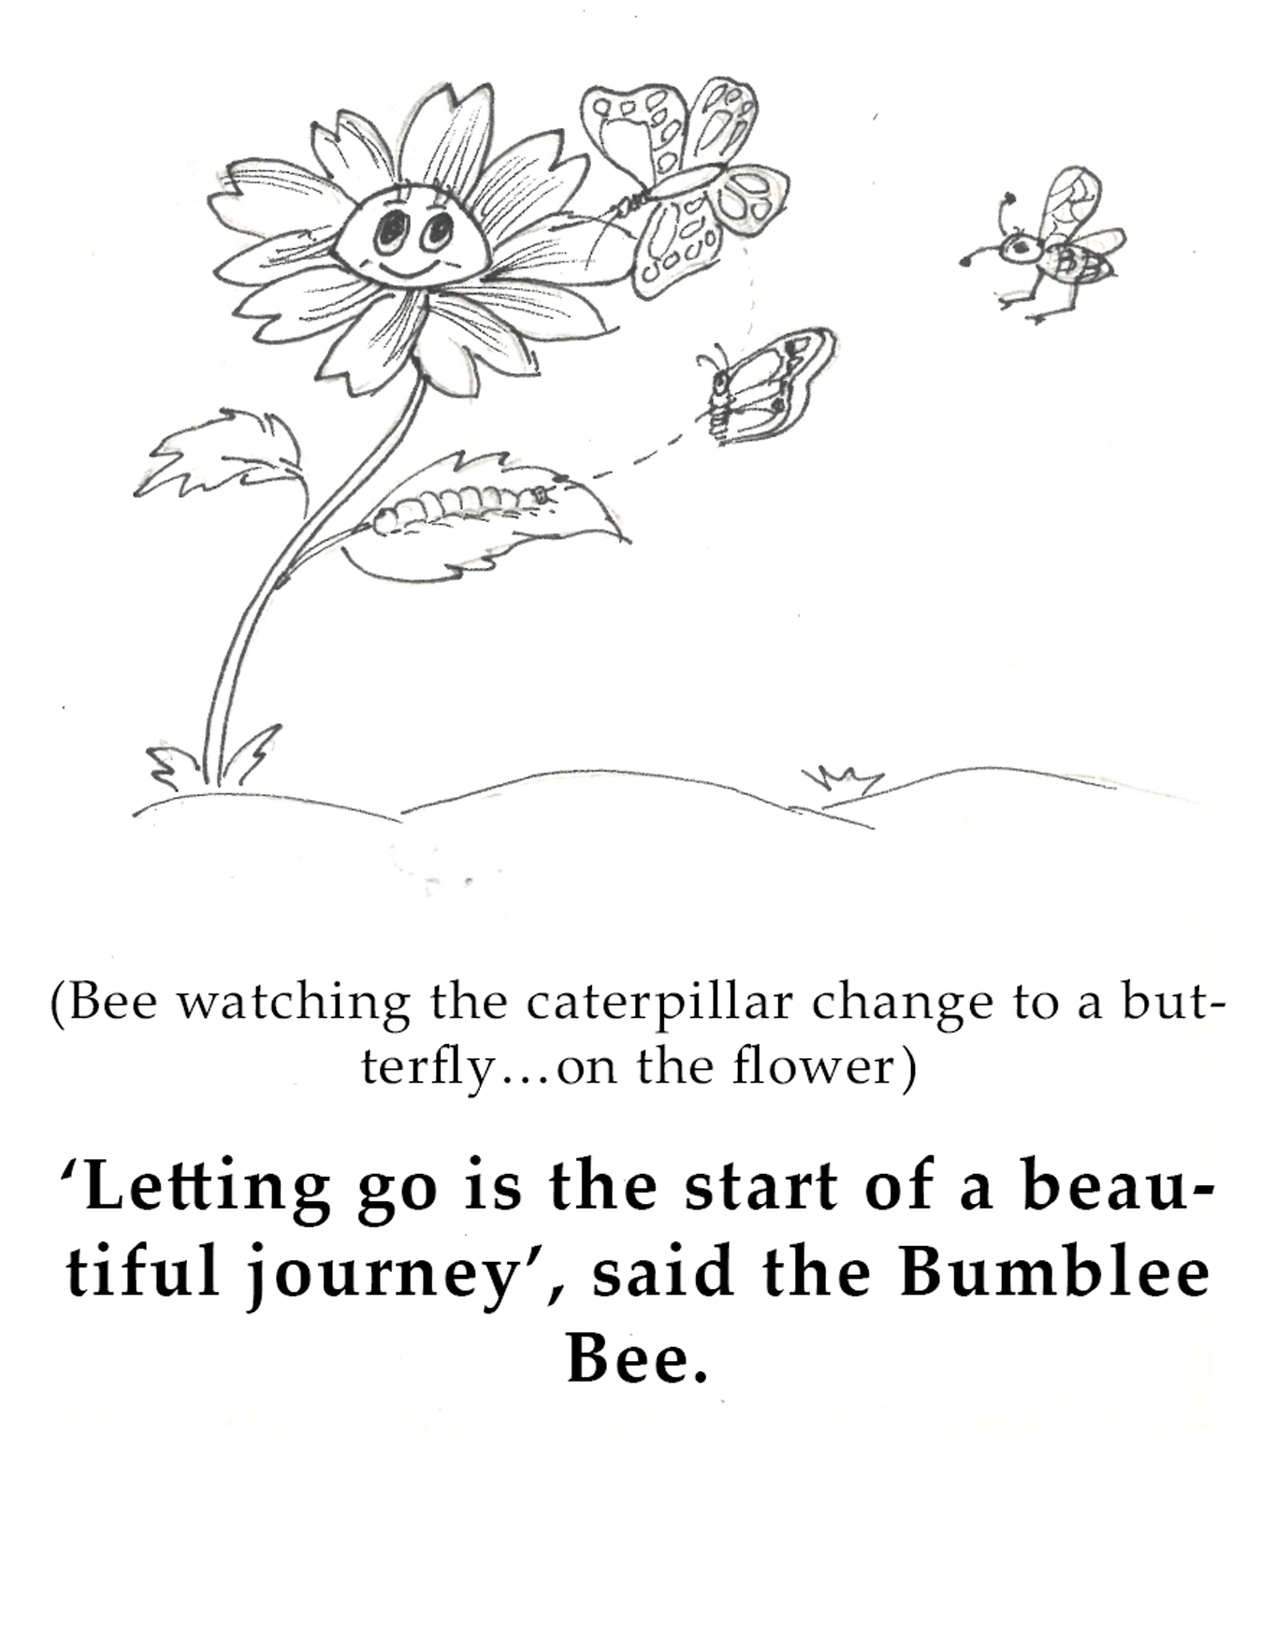 (Bee watching the caterpillar change to a but-
terfly...on the flower)
‘Letting go is the start of a beau-
tiful journey’, said the Bumblee
Bee.